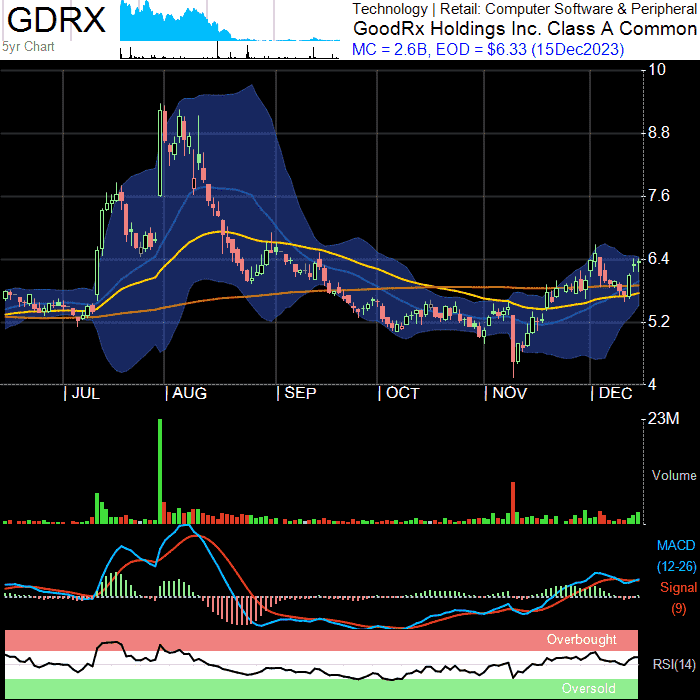 GDRX
5yr Chart
Technology | Retail: Computer Software & Peripheral
GoodRx Holdings Inc. Class A Common
MC = 2.6B, EOD = $6.33 (15Dec2023)
10
8.8
7.6
6.4
5.2
4
| JUL | AUG | SEP | OCT | NOV | DEC
23M
Volume
MACD
(12-26)
Signal
(9)
Overbought
RSI(14)
Oversold